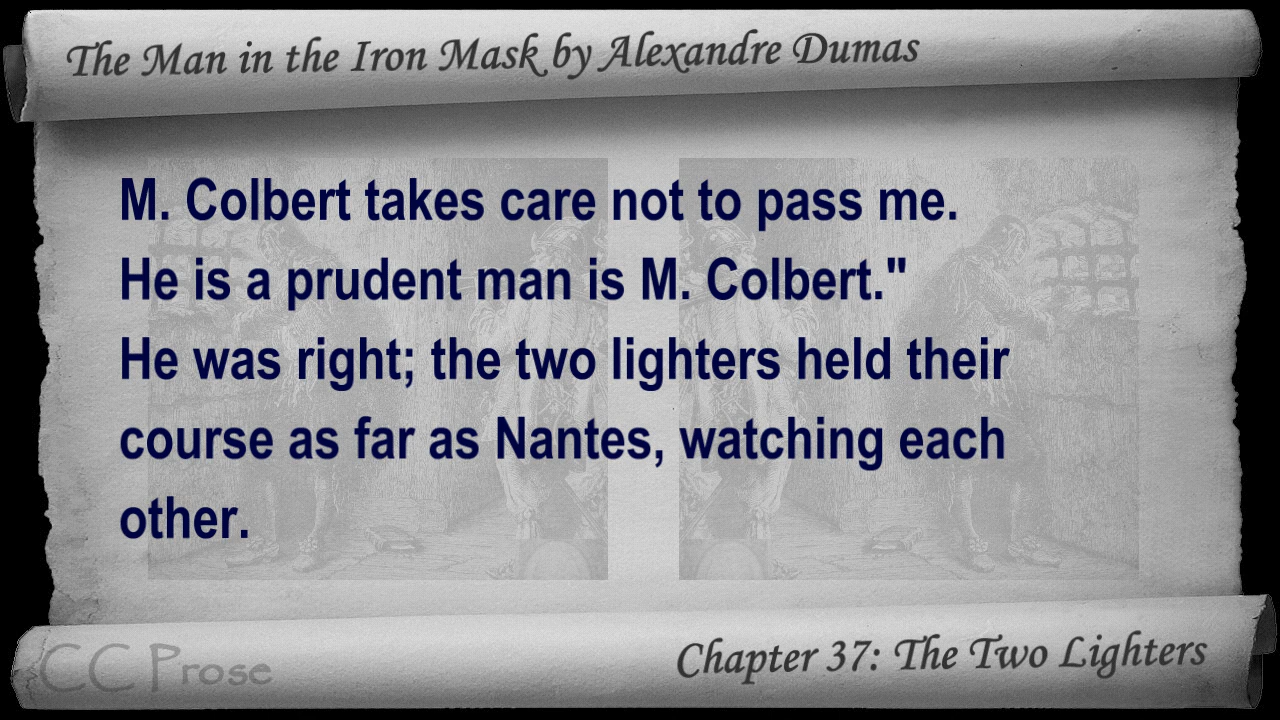 The Man in the Iron Mask by Alexandre Dumas
M. Colbert takes care not to pass me.
He is a prudent man is M. Colbert."
He was right; the two lighters held their
course as far as Nantes, watching each
other.
CC Prose
Chapter 37: The Two Lighters